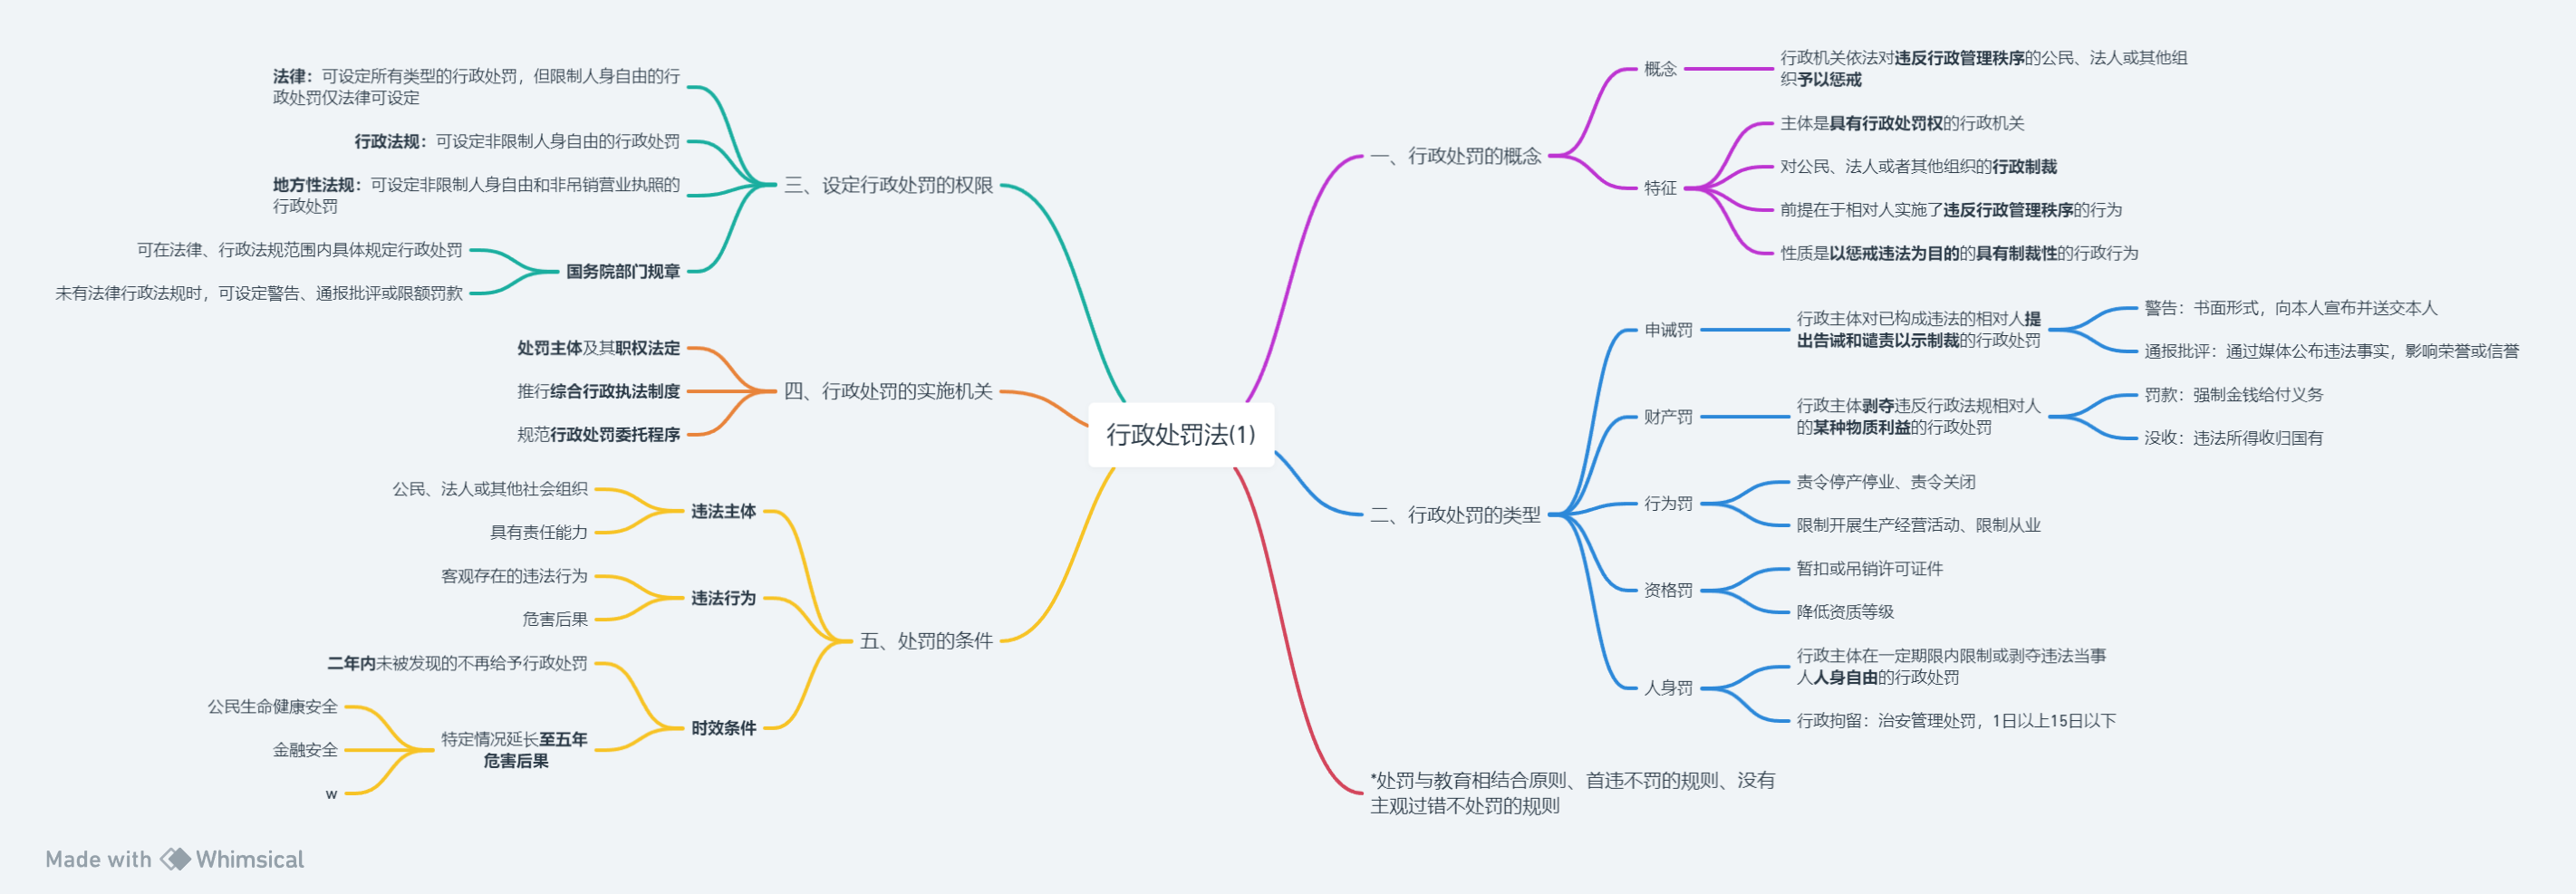 行政处罚法(1)
一、行政处罚的概念
概念
行政机关依法对违反行政管理秩序的公民、法人或其他组
织予以惩戒
特征
主体是具有行政处罚权的行政机关
对公民、法人或者其他组织的行政制裁
前提在于相对人实施了违反行政管理秩序的行为
性质是以惩戒违法为目的的具有制裁性的行政行为
二、行政处罚的类型
申诫罚
行政主体对已构成违法的相对人提
出告诫和谴责以示制裁的行政处罚
警告：书面形式，向本人宣布并送交本人
通报批评：通过媒体公布违法事实，影响荣誉或信誉
财产罚
行政主体剥夺违反行政法规相对人
的某种物质利益的行政处罚
罚款：强制金钱给付义务
没收：违法所得收归国有
行为罚
责令停产停业、责令关闭
限制开展生产经营活动、限制从业
资格罚
暂扣或吊销许可证件
降低资质等级
人身罚
行政主体在一定期限内限制或剥夺违法当事
人人身自由的行政处罚
行政拘留：治安管理处罚，1日以上15日以下
*处罚与教育相结合原则、首违不罚的规则、没有
主观过错不处罚的规则
三、设定行政处罚的权限
法律：可设定所有类型的行政处罚，但限制人身自由的行
政处罚仅法律可设定
行政法规：可设定非限制人身自由的行政处罚
地方性法规：可设定非限制人身自由和非吊销营业执照的
行政处罚
国务院部门规章
可在法律、行政法规范围内具体规定行政处罚
未有法律行政法规时，可设定警告、通报批评或限额罚款
四、行政处罚的实施机关
处罚主体及其职权法定
推行综合行政执法制度
规范行政处罚委托程序
五、处罚的条件
违法主体
公民、法人或其他社会组织
具有责任能力
违法行为
客观存在的违法行为
危害后果
时效条件
二年内未被发现的不再给予行政处罚
特定情况延长至五年
危害后果
公民生命健康安全
金融安全
w
Made with Whimsical